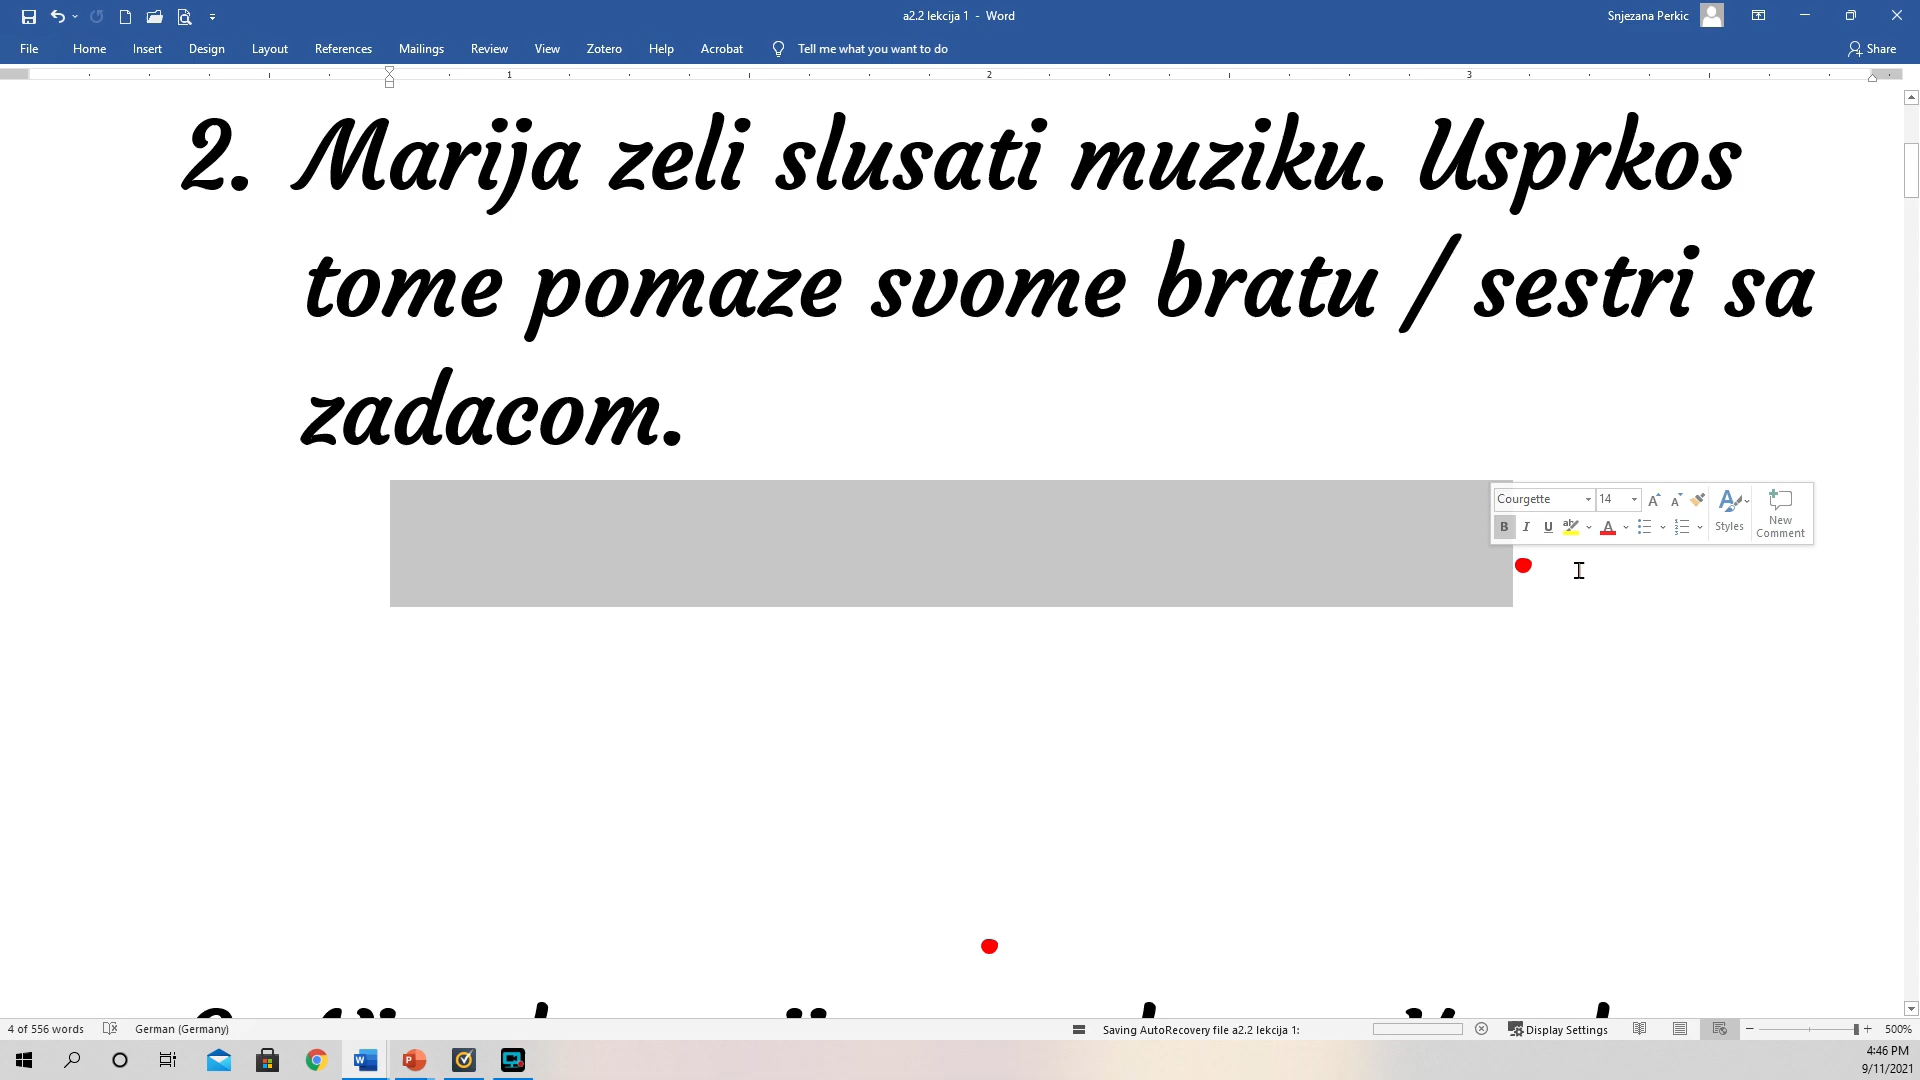 a2.2 lekcija 1 - Word
Snjezana Perkic
File Home Insert Design Layout References Mailings Review View Zotero Help Acrobat Tell me what you want to do Share
1 2 3
2. Marija zeli slusati muziku. Usprkos
tome pomaze svome bratu / sestri sa
zadacom.
Courgette 14
B I U Styles New
Comment
4 of 556 words German (Germany) Saving AutoRecovery file a2.2 lekcija 1: Display Settings 500%
4:46 PM
9/11/2021